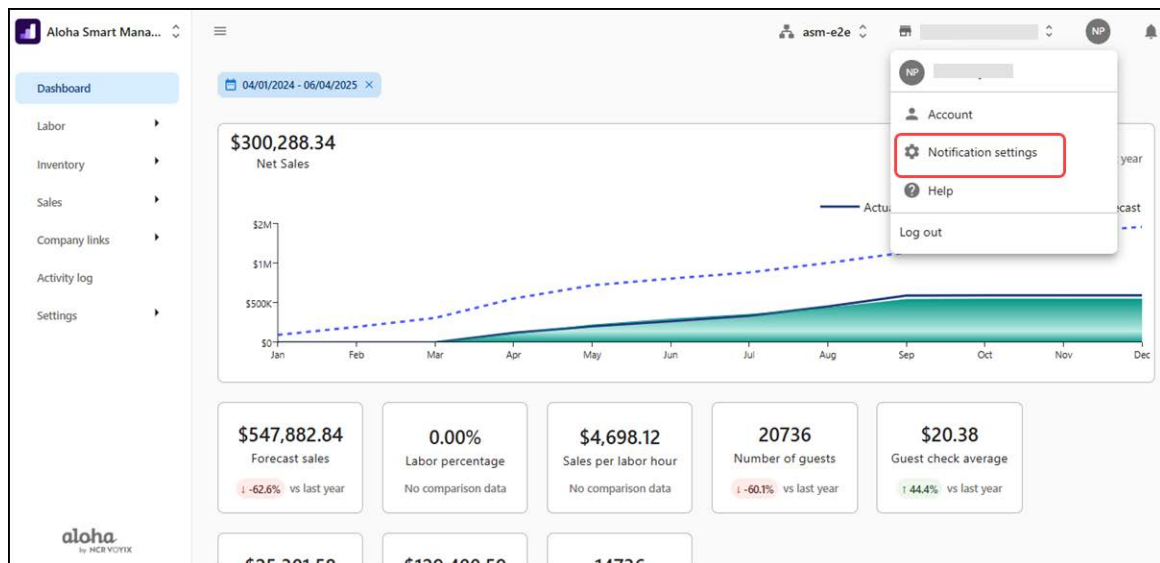 Aloha Smart Mana...
asm-e2e
NP
NP
Dashboard
Labor
Inventory
Sales
Company links
Activity log
Settings
04/01/2024 - 06/04/2025 ×
Account
Notification settings
Help
Log out
$300,288.34
Net Sales
year
Actu
ecast
$2M
$1M
$500K
$0
Jan Feb Mar Apr May Jun Jul Aug Sep Oct Nov Dec
$547,882.84
Forecast sales
↓ -62.6% vs last year
0.00%
Labor percentage
No comparison data
$4,698.12
Sales per labor hour
No comparison data
20736
Number of guests
↓ -60.1% vs last year
$20.38
Guest check average
↑ 44.4% vs last year
aloha
by NCR VOYIX